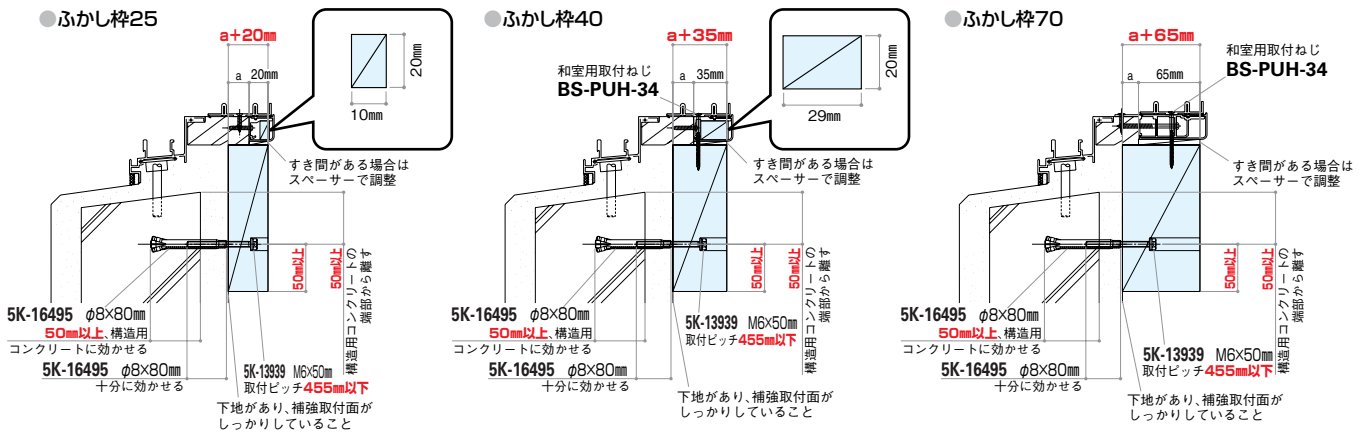 ●ふかし枠25
a+20mm
a
20mm
20mm
10mm
すき間がある場合は
スペーサーで調整
50mm以上
50mm以上
構造用コンクリートの
端部から離す
5K-16495 φ8×80mm
50mm以上、構造用
コンクリートに効かせる
5K-16495 φ8×80mm
十分に効かせる
5K-13939 M6×50mm
取付ピッチ455mm以下
下地があり、補強取付面が
しっかりしていること
●ふかし枠40
a+35mm
a
35mm
和室用取付ねじ
BS-PUH-34
20mm
29mm
すき間がある場合は
スペーサーで調整
50mm以上
50mm以上
構造用コンクリートの
端部から離す
5K-16495 φ8×80mm
50mm以上、構造用
コンクリートに効かせる
5K-16495 φ8×80mm
十分に効かせる
5K-13939 M6×50mm
取付ピッチ455mm以下
下地があり、補強取付面が
しっかりしていること
●ふかし枠70
a+65mm
a
65mm
和室用取付ねじ
BS-PUH-34
すき間がある場合は
スペーサーで調整
50mm以上
50mm以上
構造用コンクリートの
端部から離す
5K-16495 φ8×80mm
50mm以上、構造用
コンクリートに効かせる
5K-16495 φ8×80mm
十分に効かせる
5K-13939 M6×50mm
取付ピッチ455mm以下
下地があり、補強取付面が
しっかりしていること